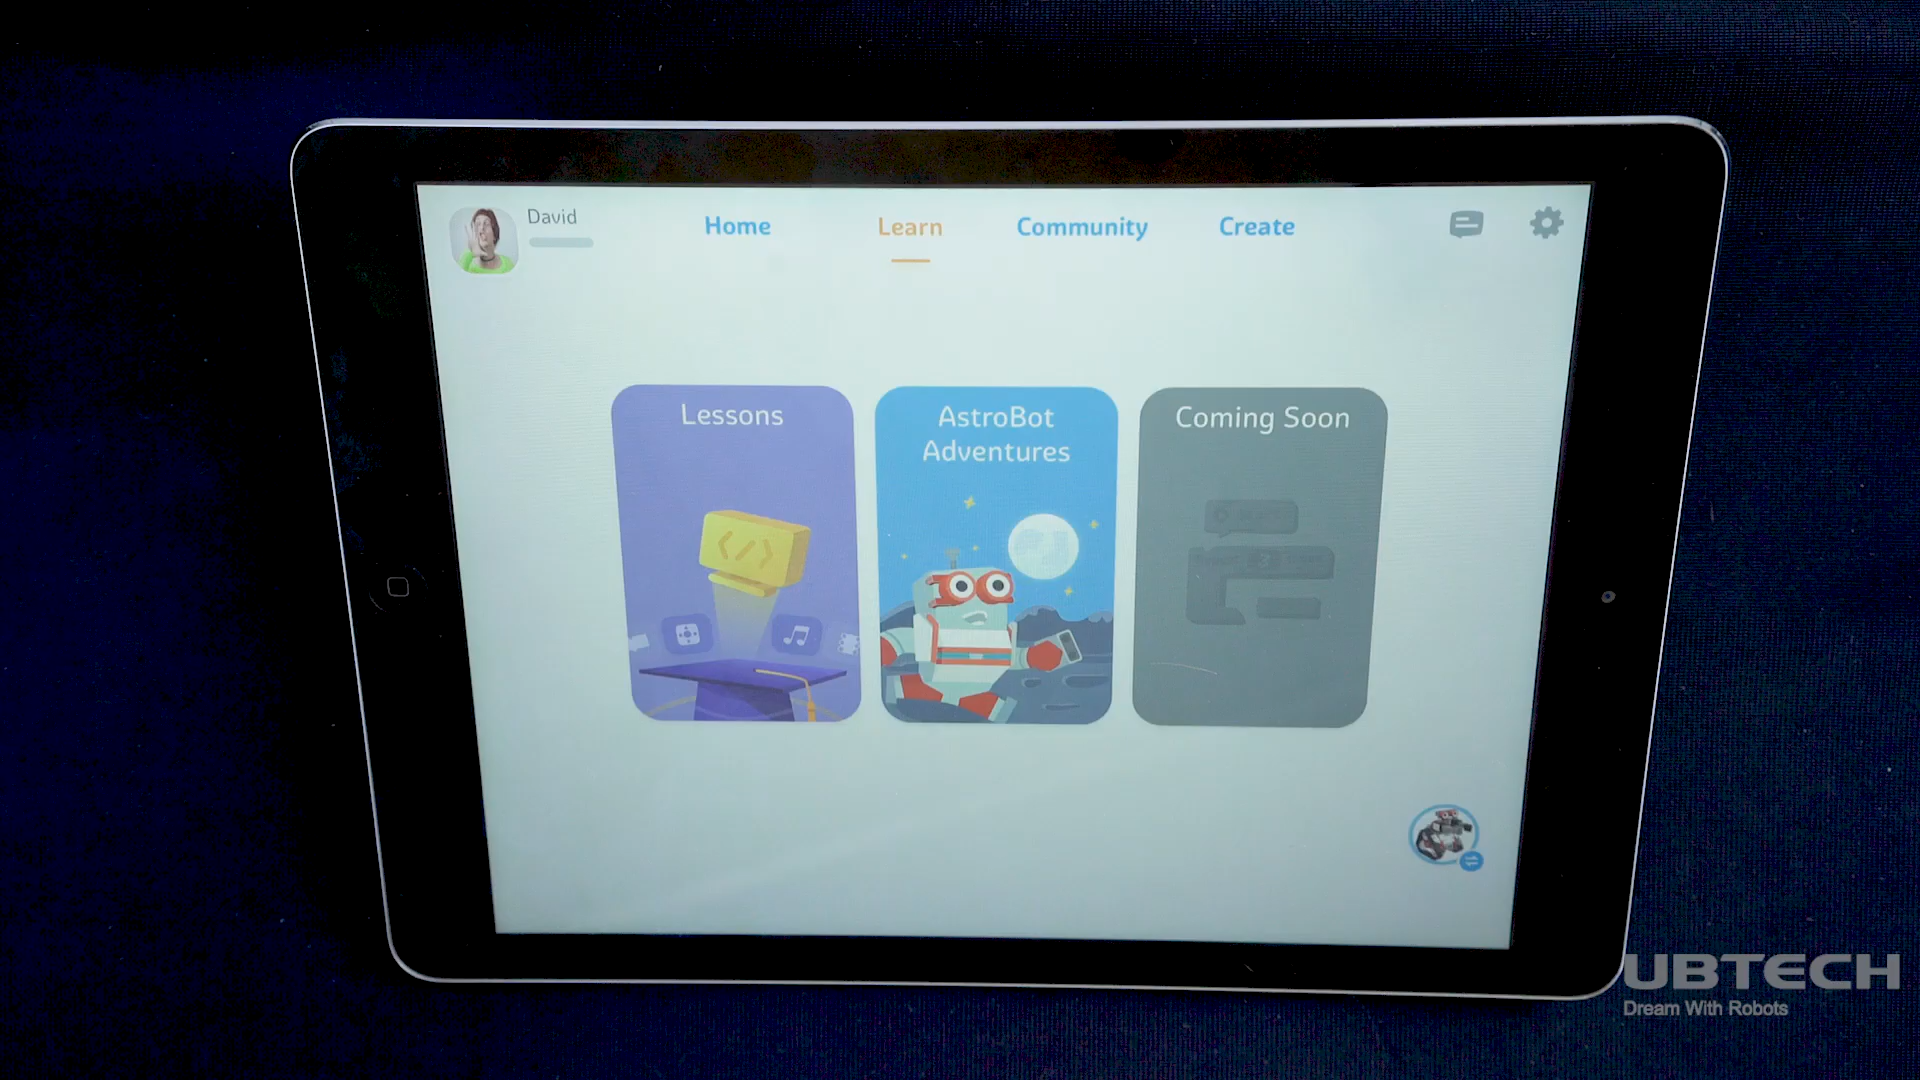 David
Home
Learn
Community
Create
Lessons
AstroBot
Adventures
Coming Soon
UBTECH
Dream With Robots